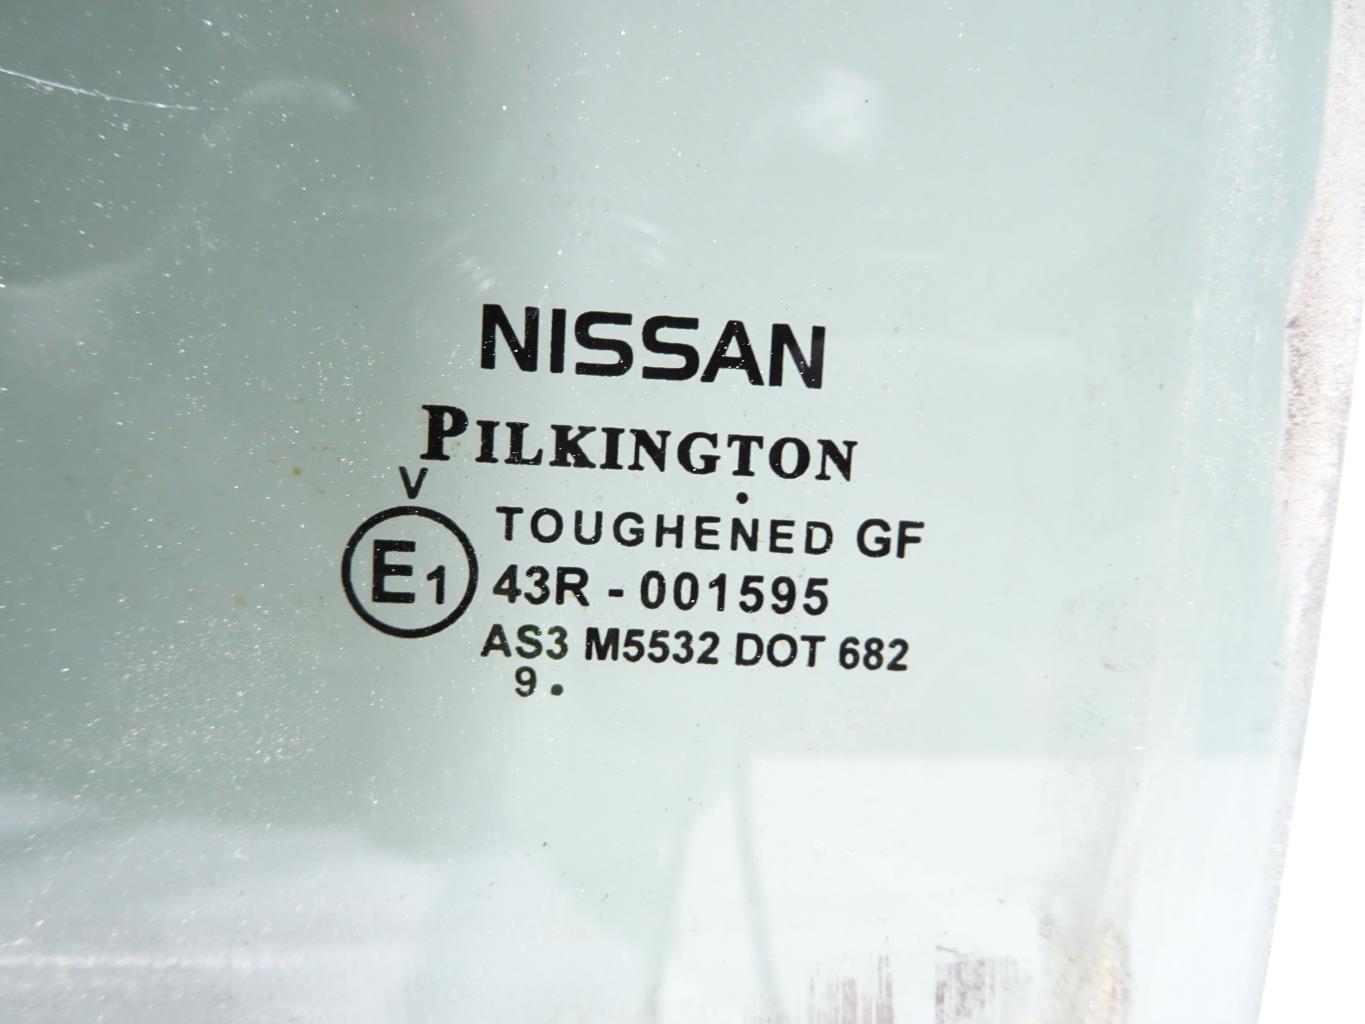 NISSAN
PILKINGTON
V
.
E1
TOUGHENED GF
43R - 001595
AS3 M5532 DOT 682
9 .